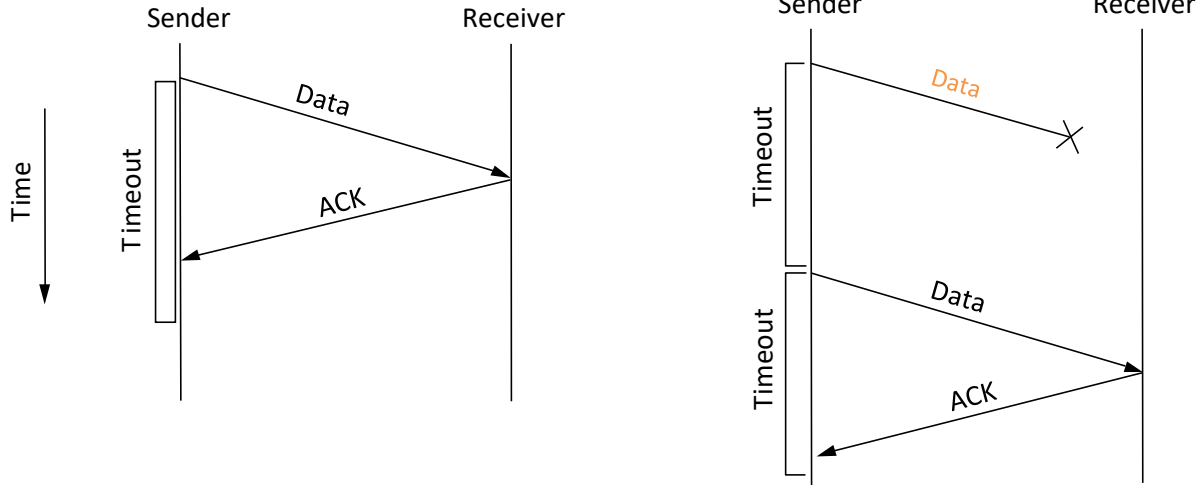 Sender
Receiver
Time
Timeout
Data
ACK
Sender
Receiver
Timeout
Data
Timeout
Data
ACK